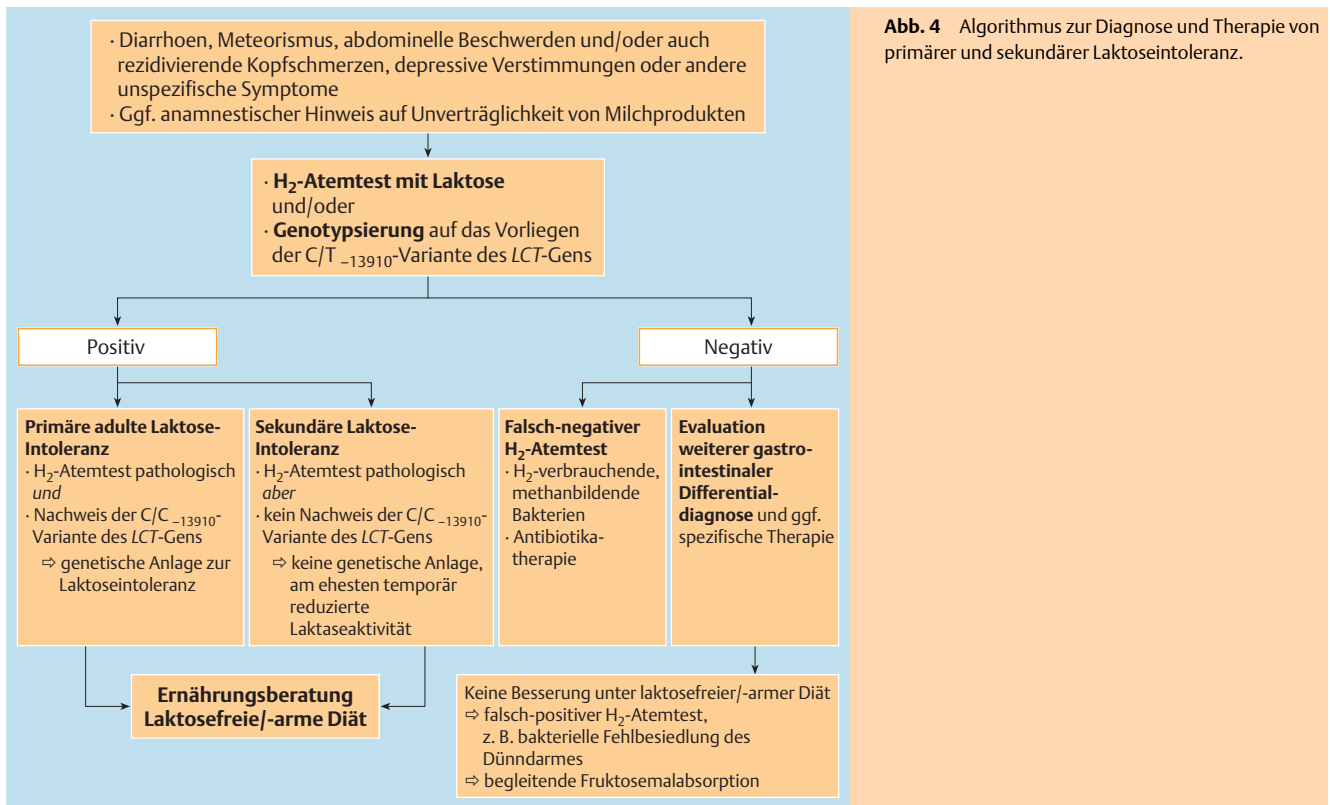 · Diarrhoen, Meteorismus, abdominelle Beschwerden und/oder auch
rezidivierende Kopfschmerzen, depressive Verstimmungen oder andere
unspezifische Symptome
· Ggf. anamnestischer Hinweis auf Unverträglichkeit von Milchprodukten
Abb. 4 Algorithmus zur Diagnose und Therapie von
primärer und sekundärer Laktoseintoleranz.
· H₂-Atemtest mit Laktose
und/oder
· Genotypsierung auf das Vorliegen
der C/T ₋₁₃₉₁₀-Variante des LCT-Gens
Positiv
Negativ
Primäre adulte Laktose-
Intoleranz
· H₂-Atemtest pathologisch
und
· Nachweis der C/C ₋₁₃₉₁₀-
Variante des LCT-Gens
⇨ genetische Anlage zur
Laktoseintoleranz
Sekundäre Laktose-
Intoleranz
· H₂-Atemtest pathologisch
aber
· kein Nachweis der C/C ₋₁₃₉₁₀-
Variante des LCT-Gens
⇨ keine genetische Anlage,
am ehesten temporär
reduzierte
Laktaseaktivität
Falsch-negativer
H₂-Atemtest
· H₂-verbrauchende,
methanbildende
Bakterien
· Antibiotika-
therapie
Evaluation
weiterer gastro-
intestinaler
Differential-
diagnose und ggf.
spezifische Therapie
Ernährungsberatung
Laktosefreie/-arme Diät
Keine Besserung unter laktosefreier/-armer Diät
⇨ falsch-positiver H₂-Atemtest,
z. B. bakterielle Fehlbesiedlung des
Dünndarmes
⇨ begleitende Fruktosemalabsorption